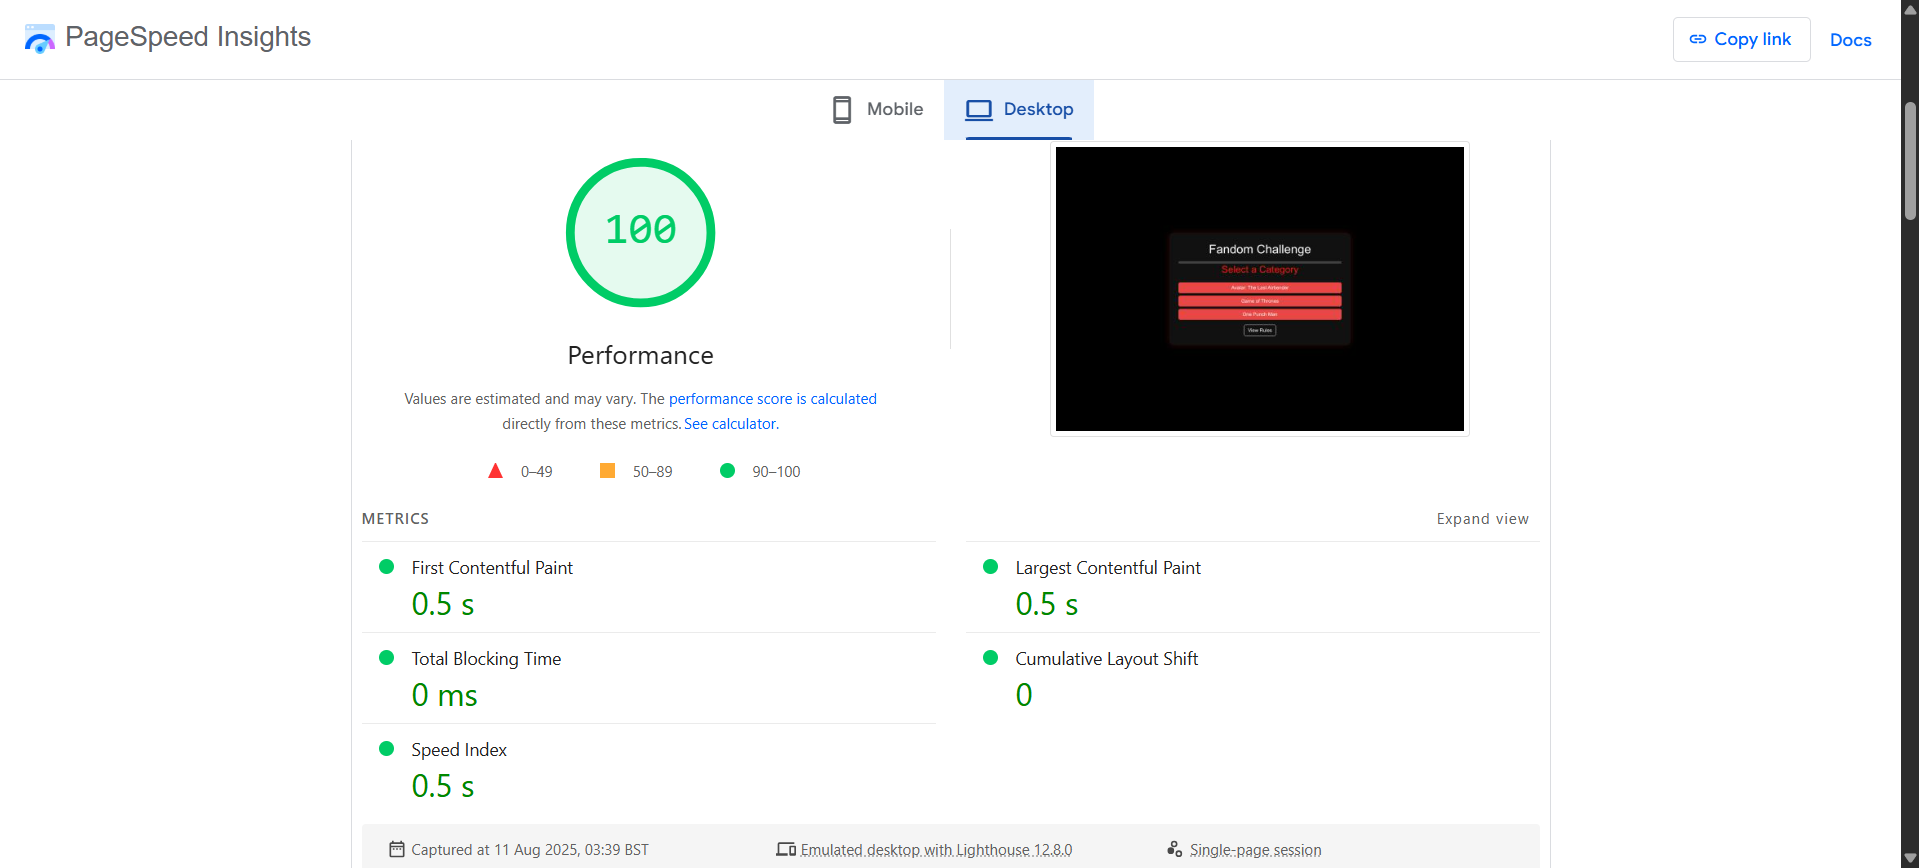 PageSpeed Insights
Copy link
Docs
Mobile
Desktop
100
Performance
Values are estimated and may vary. The performance score is calculated
directly from these metrics. See calculator.
0–49
50–89
90–100
Fandom Challenge
Select a Category
Avatar: The Last Airbender
Game of Thrones
One Punch Man
View Rules
METRICS
Expand view
First Contentful Paint
0.5 s
Largest Contentful Paint
0.5 s
Total Blocking Time
0 ms
Cumulative Layout Shift
0
Speed Index
0.5 s
Captured at 11 Aug 2025, 03:39 BST
Emulated desktop with Lighthouse 12.8.0
Single-page session